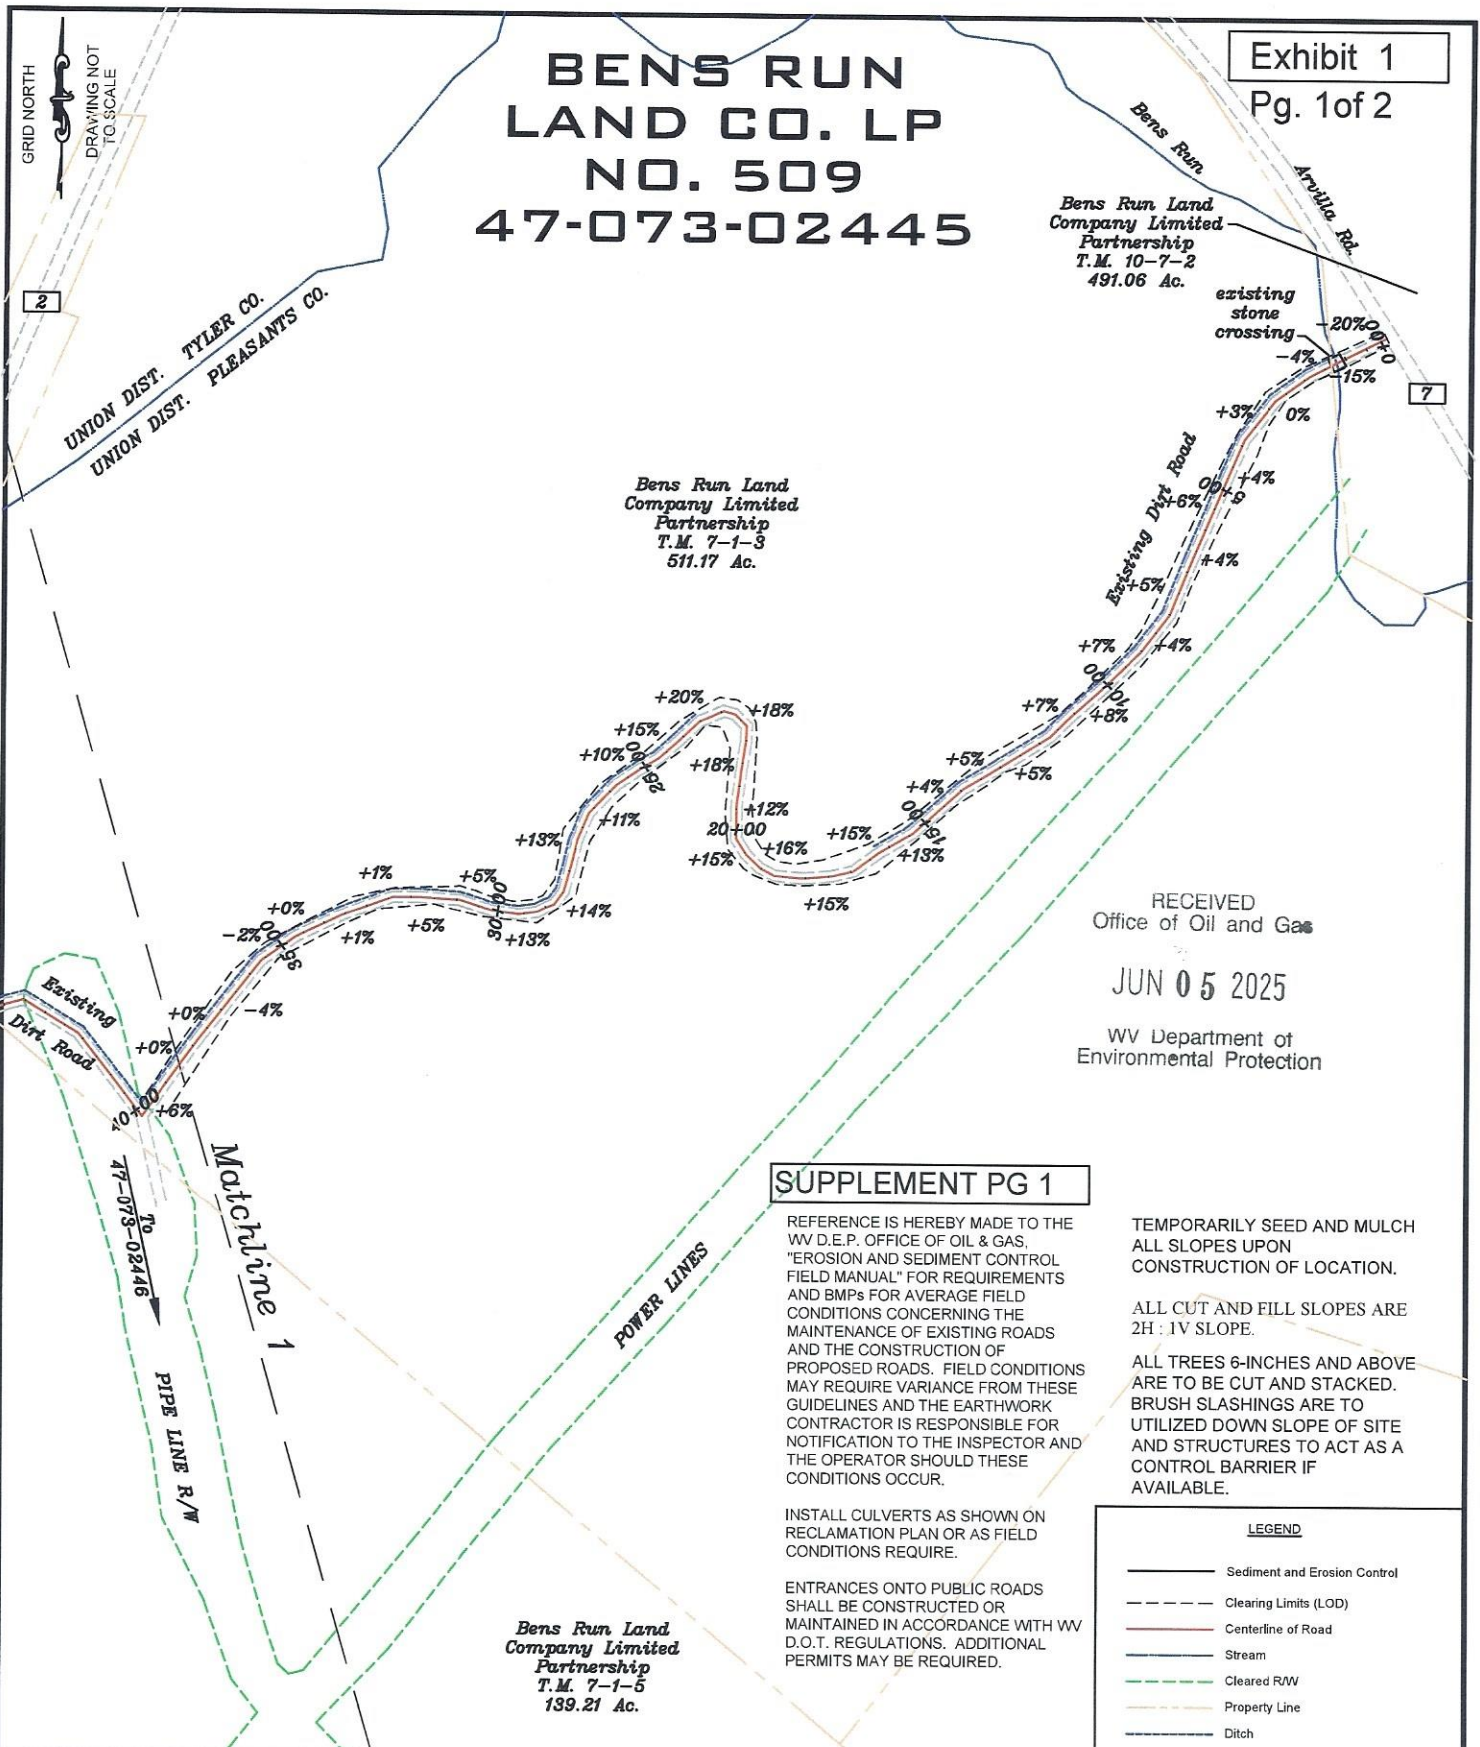 GRID NORTH
DRAWING NOT
TO SCALE
BENS RUN
LAND CO. LP
NO. 509
47-073-02445
Exhibit 1
Pg. 1of 2
Bens Run
Arvilla Rd.
Bens Run Land
Company Limited
Partnership
T.M. 10-7-2
491.06 Ac.
2
UNION DIST. TYLER CO.
UNION DIST. PLEASANTS CO.
existing
stone
crossing
-20%
0+00
-4%
-15%
7
+3%
0%
Existing Dirt Road
+4%
5+00
+6%
+4%
+5%
+7%
+4%
10+00
+8%
+7%
Bens Run Land
Company Limited
Partnership
T.M. 7-1-3
511.17 Ac.
+5%
+5%
+4%
15+00
+13%
+15%
+15%
+16%
+15%
20+00
+12%
+18%
+18%
+20%
+15%
25+00
+10%
+11%
+13%
+14%
+13%
30+00
+5%
+5%
+1%
+1%
+0%
35+00
-2%
-4%
+0%
+0%
+6%
40+00
Existing
Dirt Road
To
47-073-02446
Matchline 1
PIPE LINE R/W
POWER LINES
RECEIVED
Office of Oil and Gas
JUN 05 2025
WV Department of
Environmental Protection
SUPPLEMENT PG 1
REFERENCE IS HEREBY MADE TO THE
WV D.E.P. OFFICE OF OIL & GAS,
"EROSION AND SEDIMENT CONTROL
FIELD MANUAL" FOR REQUIREMENTS
AND BMPs FOR AVERAGE FIELD
CONDITIONS CONCERNING THE
MAINTENANCE OF EXISTING ROADS
AND THE CONSTRUCTION OF
PROPOSED ROADS. FIELD CONDITIONS
MAY REQUIRE VARIANCE FROM THESE
GUIDELINES AND THE EARTHWORK
CONTRACTOR IS RESPONSIBLE FOR
NOTIFICATION TO THE INSPECTOR AND
THE OPERATOR SHOULD THESE
CONDITIONS OCCUR.
INSTALL CULVERTS AS SHOWN ON
RECLAMATION PLAN OR AS FIELD
CONDITIONS REQUIRE.
ENTRANCES ONTO PUBLIC ROADS
SHALL BE CONSTRUCTED OR
MAINTAINED IN ACCORDANCE WITH WV
D.O.T. REGULATIONS. ADDITIONAL
PERMITS MAY BE REQUIRED.
TEMPORARILY SEED AND MULCH
ALL SLOPES UPON
CONSTRUCTION OF LOCATION.
ALL CUT AND FILL SLOPES ARE
2H : 1V SLOPE.
ALL TREES 6-INCHES AND ABOVE
ARE TO BE CUT AND STACKED.
BRUSH SLASHINGS ARE TO
UTILIZED DOWN SLOPE OF SITE
AND STRUCTURES TO ACT AS A
CONTROL BARRIER IF
AVAILABLE.
Bens Run Land
Company Limited
Partnership
T.M. 7-1-5
139.21 Ac.
LEGEND
Sediment and Erosion Control
Clearing Limits (LOD)
Centerline of Road
Stream
Cleared R/W
Property Line
Ditch